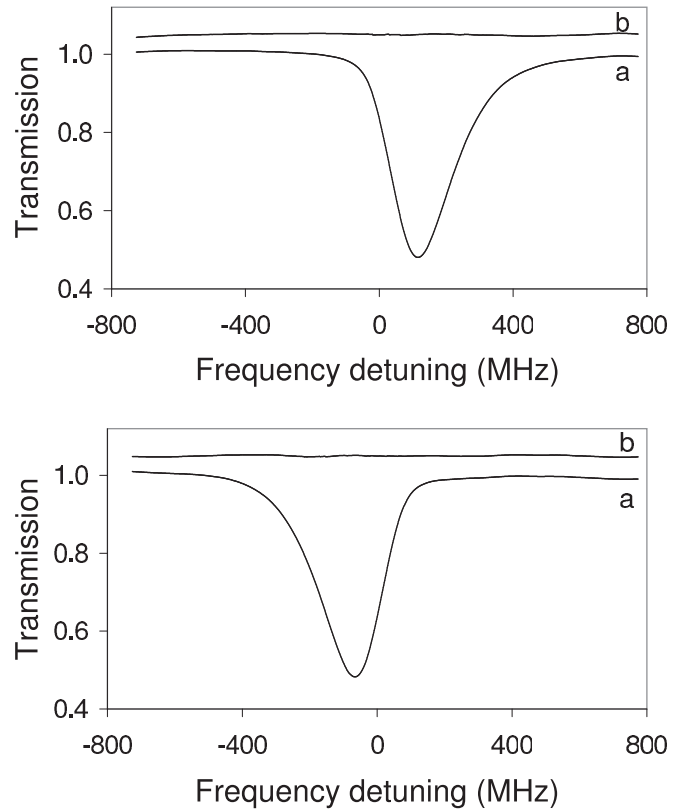 b
1.0
a
0.8
0.6
0.4
Transmission
-800 -400 0 400 800
Frequency detuning (MHz)
b
1.0
a
0.8
0.6
0.4
Transmission
-800 -400 0 400 800
Frequency detuning (MHz)